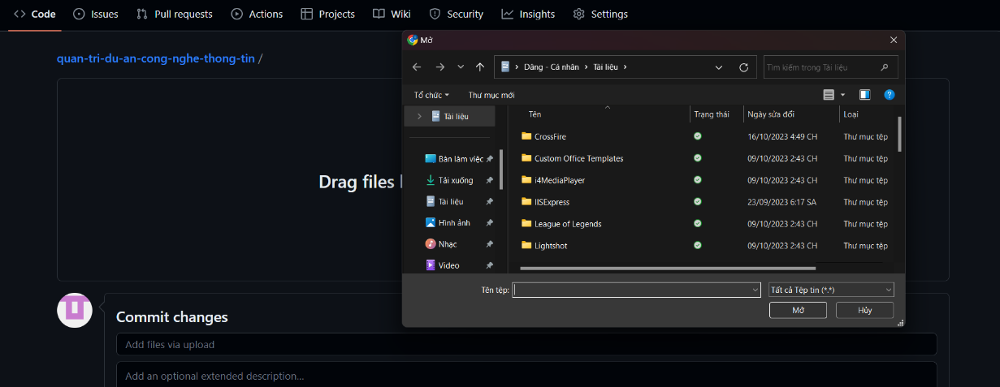 Code Issues Pull requests Actions Projects Wiki Security Insights Settings
Mở
quan-tri-du-an-cong-nghe-thong-tin /
Dăng - Cá nhân Tài liệu
Tìm kiếm trong Tài liệu
Tổ chức Thư mục mới
Tài liệu
Tên Trạng thái Ngày sửa đổi Loại
CrossFire 16/10/2023 4:49 CH Thư mục tệp
Bàn làm việc
Custom Office Templates 09/10/2023 2:43 CH Thư mục tệp
Tải xuống
i4MediaPlayer 09/10/2023 2:43 CH Thư mục tệp
Tài liệu
IISExpress 23/09/2023 6:17 SA Thư mục tệp
Hình ảnh
League of Legends 09/10/2023 2:43 CH Thư mục tệp
Nhạc
Lightshot 09/10/2023 2:43 CH Thư mục tệp
Video
Drag files
Tên tệp:
Tất cả Tệp tin (*.*)
Mở Hủy
Commit changes
Add files via upload
Add an optional extended description...